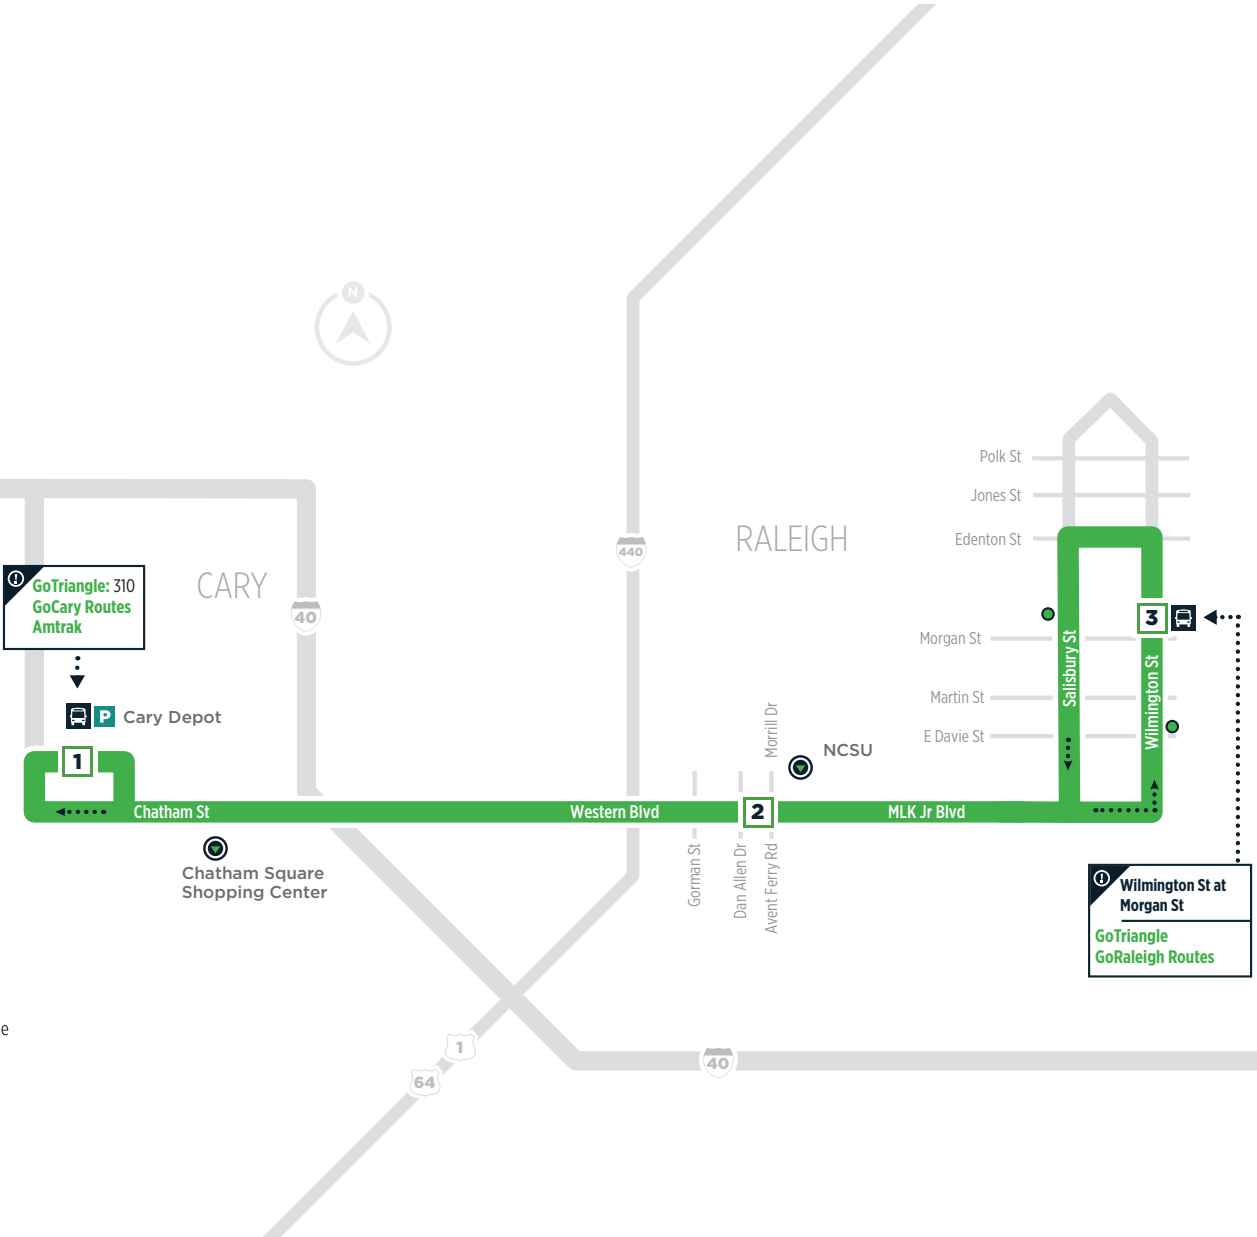 N
Polk St
Jones St
Edenton St
RALEIGH
440
CARY
40
GoTriangle: 310
GoCary Routes
Amtrak
P Cary Depot
1
3
Morgan St
Salisbury St
Wilmington St
Martin St
E Davie St
Morrill Dr
NCSU
Chatham St
Western Blvd
2
MLK Jr Blvd
Chatham Square
Shopping Center
Gorman St
Dan Allen Dr
Avent Ferry Rd
Wilmington St at
Morgan St
GoTriangle
GoRaleigh Routes
e
1
64
40